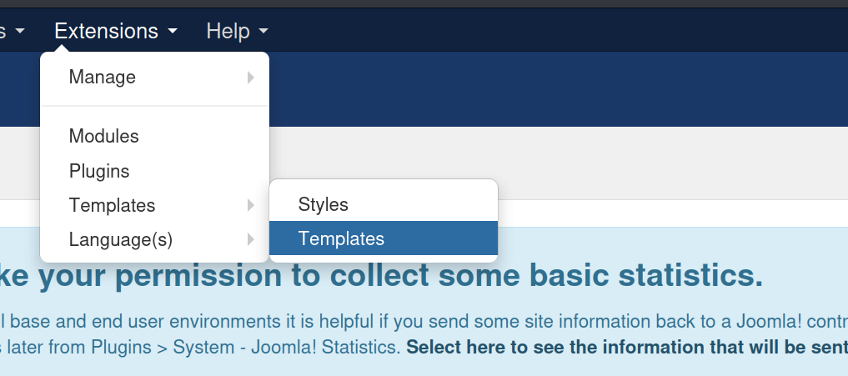 s Extensions Help
Manage
Modules
Plugins
Templates
Language(s)
Styles
Templates
ke your permission to collect some basic statistics.
l base and end user environments it is helpful if you send some site information back to a Joomla! contr
s later from Plugins > System - Joomla! Statistics. Select here to see the information that will be sent